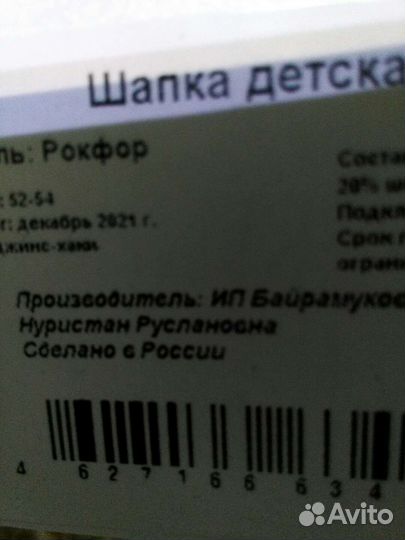 Шапка детска
ль: Рокфор
: 52-54
г: декабрь 2021 г.
джинс-хаки
Соста
20% ш
Подкл
Срок г
ограни
Производитель: ИП Байрамуков
Нуристан Руслановна
Сделано в России
4 627166 634
Avito